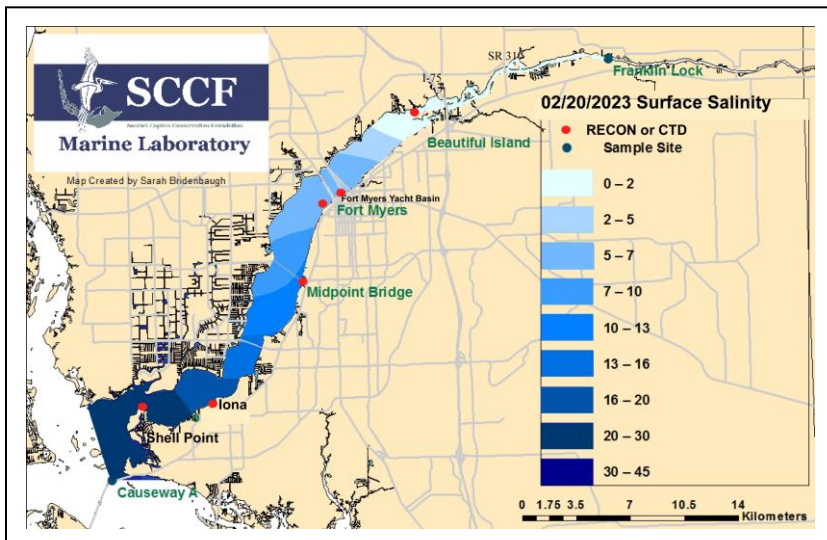 SCCF
Sanibel Captiva Conservation Foundation
Marine Laboratory
Map Created by Sarah Bridenbaugh
I-75
SR 31
Franklin Lock
02/20/2023 Surface Salinity
RECON or CTD
Sample Site
0 – 2
2 – 5
5 – 7
7 – 10
10 – 13
13 – 16
16 – 20
20 – 30
30 – 45
Beautiful Island
Fort Myers Yacht Basin
Fort Myers
Midpoint Bridge
Iona
Shell Point
Causeway A
0 1.75 3.5 7 10.5 14
Kilometers